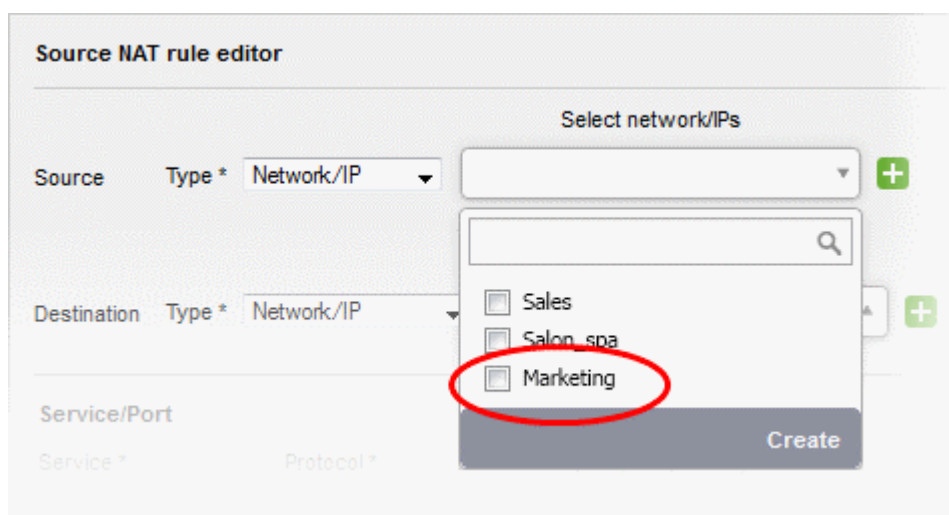 Source NAT rule editor
Select network/IPs
Source Type * Network/IP
Sales
Destination Type * Network/IP
Salon_spa
Marketing
Service/Port
Create
Service * Protocol *